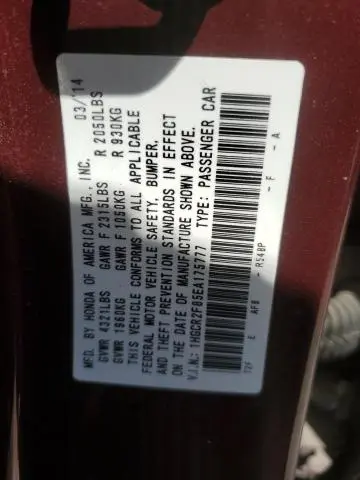 MFD. BY HONDA OF AMERICA MFG., INC. 03/'14
GVWR 4321LBS GAWR F 2315LBS R 2050LBS
GVWR 1960KG GAWR F 1050KG R 930KG
THIS VEHICLE CONFORMS TO ALL APPLICABLE
FEDERAL MOTOR VEHICLE SAFETY, BUMPER,
AND THEFT PREVENTION STANDARDS IN EFFECT
ON THE DATE OF MANUFACTURE SHOWN ABOVE.
V.I.N.: 1HGCR2F85EA175777 TYPE: PASSENGER CAR
T2F E AFB - R548P - F - A